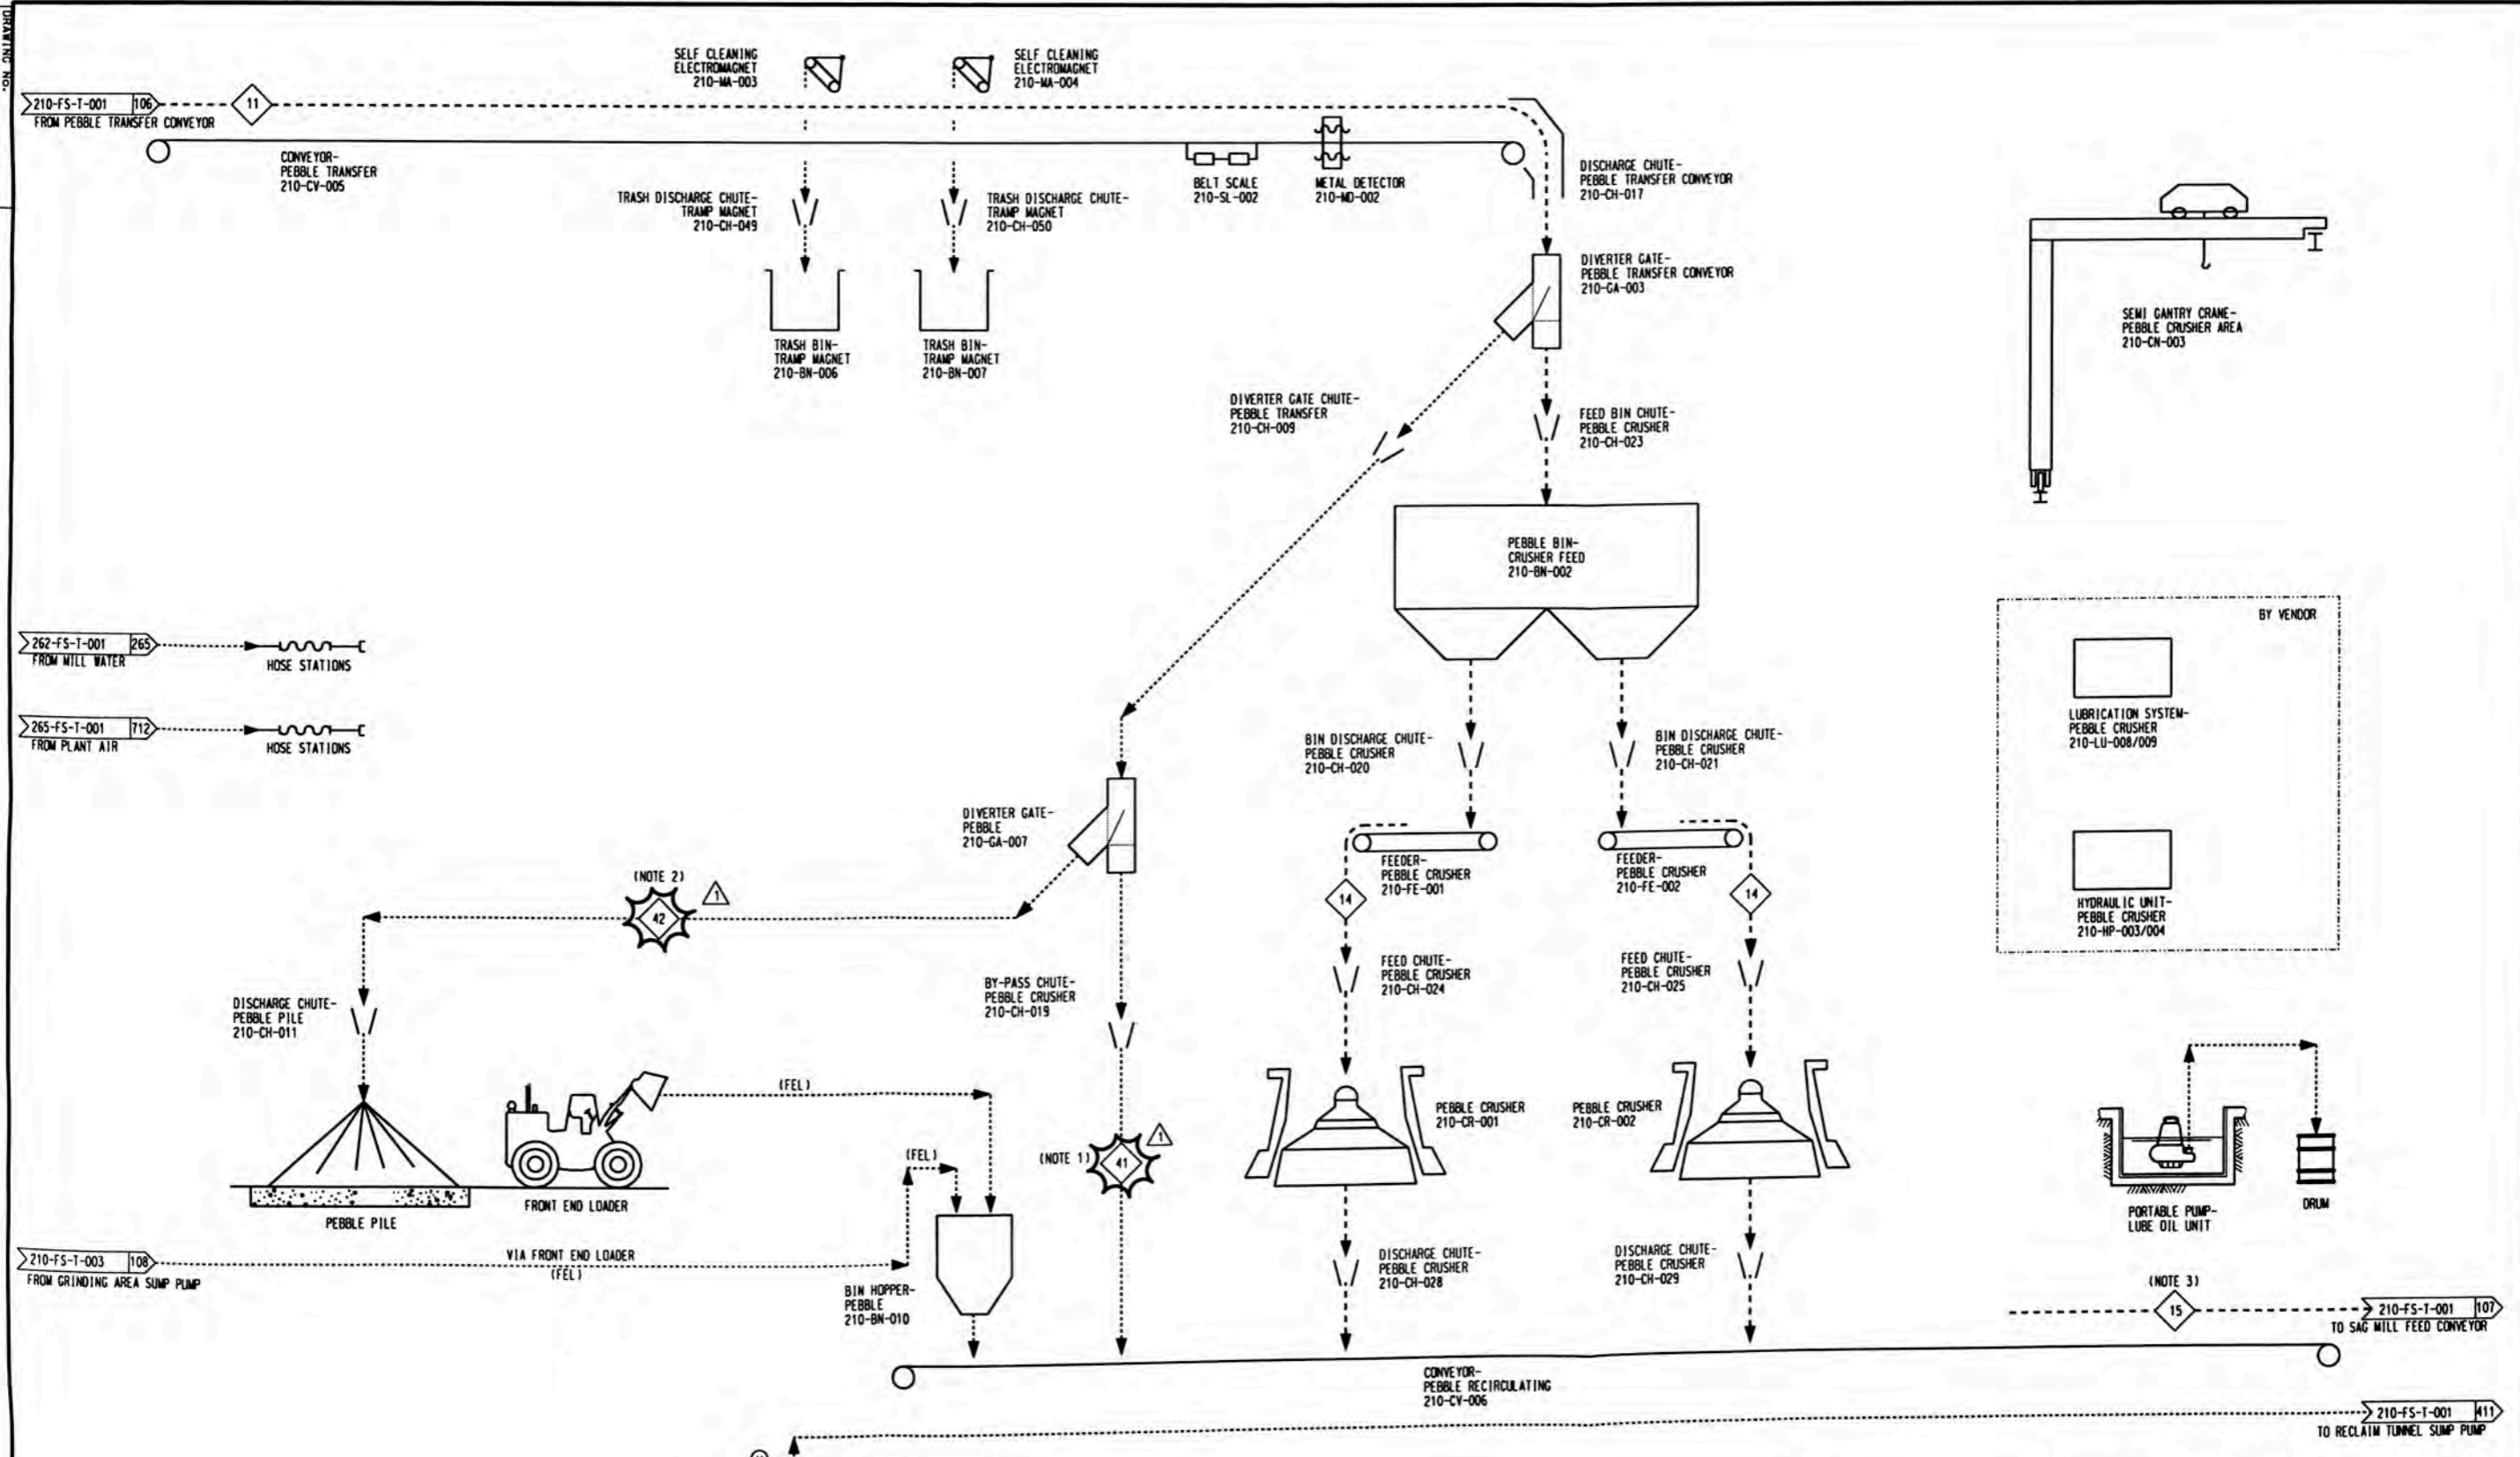 DRAWING No.
SELF CLEANING
ELECTROMAGNET
210-MA-003
SELF CLEANING
ELECTROMAGNET
210-MA-004
210-FS-T-001 106
FROM PEBBLE TRANSFER CONVEYOR
11
CONVEYOR-
PEBBLE TRANSFER
210-CV-005
TRASH DISCHARGE CHUTE-
TRAMP MAGNET
210-CH-049
TRASH DISCHARGE CHUTE-
TRAMP MAGNET
210-CH-050
BELT SCALE
210-SL-002
METAL DETECTOR
210-MD-002
DISCHARGE CHUTE-
PEBBLE TRANSFER CONVEYOR
210-CH-017
DIVERTER GATE-
PEBBLE TRANSFER CONVEYOR
210-GA-003
SEMI GANTRY CRANE-
PEBBLE CRUSHER AREA
210-CN-003
TRASH BIN-
TRAMP MAGNET
210-BN-006
TRASH BIN-
TRAMP MAGNET
210-BN-007
DIVERTER GATE CHUTE-
PEBBLE TRANSFER
210-CH-009
FEED BIN CHUTE-
PEBBLE CRUSHER
210-CH-023
PEBBLE BIN-
CRUSHER FEED
210-BN-002
BY VENDOR
262-FS-T-001 265
FROM MILL WATER
HOSE STATIONS
265-FS-T-001 712
FROM PLANT AIR
HOSE STATIONS
LUBRICATION SYSTEM-
PEBBLE CRUSHER
210-LU-008/009
BIN DISCHARGE CHUTE-
PEBBLE CRUSHER
210-CH-020
BIN DISCHARGE CHUTE-
PEBBLE CRUSHER
210-CH-021
DIVERTER GATE-
PEBBLE
210-GA-007
FEEDER-
PEBBLE CRUSHER
210-FE-001
FEEDER-
PEBBLE CRUSHER
210-FE-002
HYDRAULIC UNIT-
PEBBLE CRUSHER
210-HP-003/004
(NOTE 2)
1
42
14
14
DISCHARGE CHUTE-
PEBBLE PILE
210-CH-011
BY-PASS CHUTE-
PEBBLE CRUSHER
210-CH-019
FEED CHUTE-
PEBBLE CRUSHER
210-CH-024
FEED CHUTE-
PEBBLE CRUSHER
210-CH-025
(FEL)
PEBBLE CRUSHER
210-CR-001
PEBBLE CRUSHER
210-CR-002
(FEL)
(NOTE 1)
41
1
FRONT END LOADER
PEBBLE PILE
PORTABLE PUMP-
LUBE OIL UNIT
DRUM
210-FS-T-003 108
FROM GRINDING AREA SUMP PUMP
VIA FRONT END LOADER
(FEL)
BIN HOPPER-
PEBBLE
210-BN-010
DISCHARGE CHUTE-
PEBBLE CRUSHER
210-CH-028
DISCHARGE CHUTE-
PEBBLE CRUSHER
210-CH-029
(NOTE 3)
15
210-FS-T-001 107
TO SAG MILL FEED CONVEYOR
CONVEYOR-
PEBBLE RECIRCULATING
210-CV-006
210-FS-T-001 411
TO RECLAIM TUNNEL SUMP PUMP